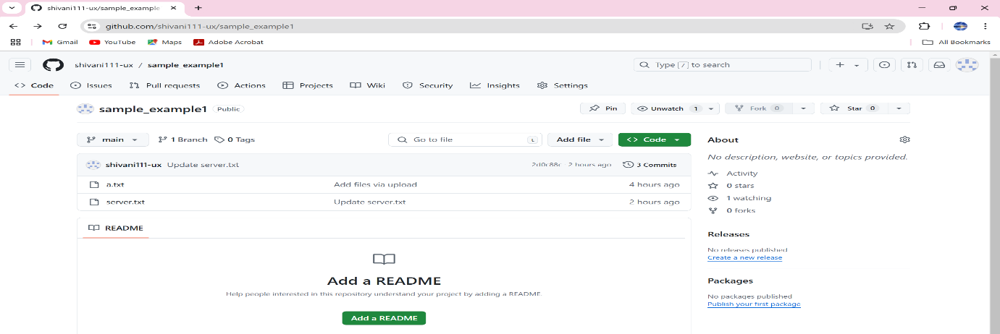 shivani111-ux/sample_example1
github.com/shivani111-ux/sample_example1
Gmail YouTube Maps Adobe Acrobat All Bookmarks
shivani111-ux / sample_example1 Type / to search
Code Issues Pull requests Actions Projects Wiki Security Insights Settings
sample_example1 Public Pin Unwatch 1 Fork 0 Star 0
main 1 Branch 0 Tags Go to file Add file Code
shivani111-ux Update server.txt 2d0c88c · 2 hours ago 3 Commits
a.txt Add files via upload 4 hours ago
server.txt Update server.txt 2 hours ago
README
Add a README
Help people interested in this repository understand your project by adding a README.
Add a README
About
No description, website, or topics provided.
Activity
0 stars
1 watching
0 forks
Releases
No releases published
Create a new release
Packages
No packages published
Publish your first package